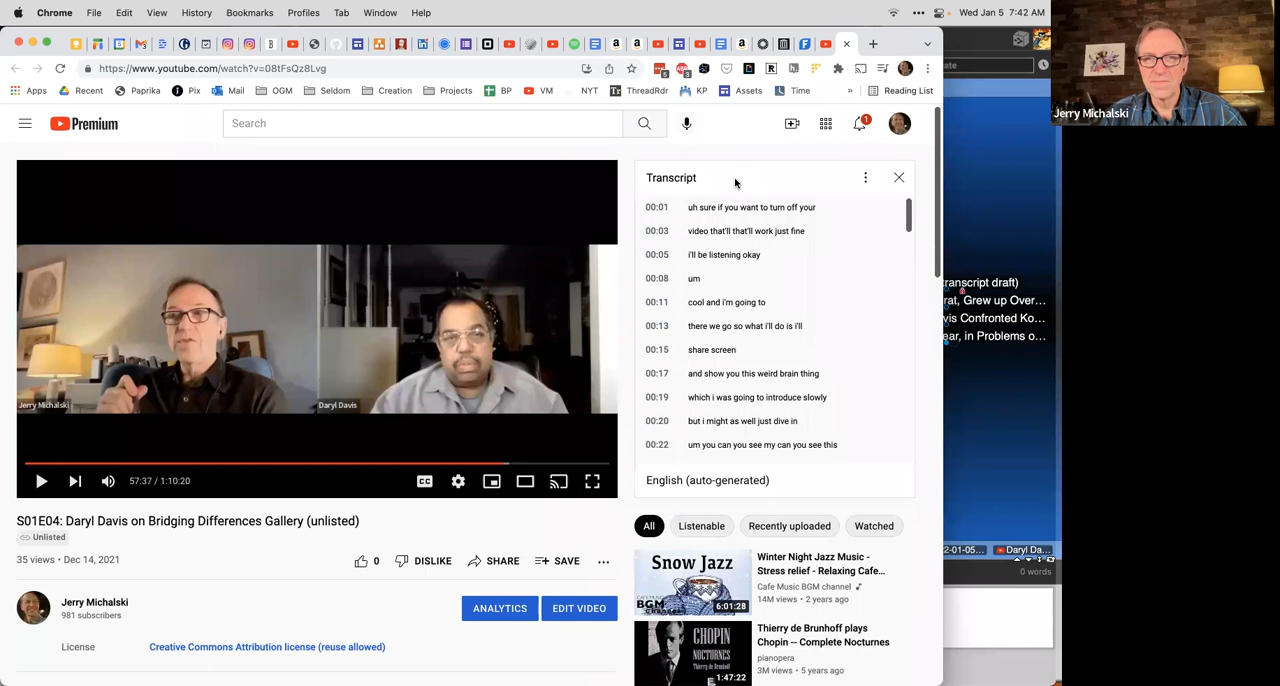 Chrome File Edit View History Bookmarks Profiles Tab Window Help
Wed Jan 5 7:42 AM
https://www.youtube.com/watch?v=08tFsQz8Lvg
Apps Recent Paprika Pix Mail OGM Seldom Creation Projects BP VM NYT ThreadRdr KP Assets Time » Reading List
Premium
Search
1
Transcript
00:01 uh sure if you want to turn off your
00:03 video that'll that'll work just fine
00:05 i'll be listening okay
00:08 um
00:11 cool and i'm going to
00:13 there we go so what i'll do is i'll
00:15 share screen
00:17 and show you this weird brain thing
00:19 which i was going to introduce slowly
00:20 but i might as well just dive in
00:22 um you can you see my can you see this
English (auto-generated)
Jerry Michalski
Daryl Davis
57:37 / 1:10:20
CC
S01E04: Daryl Davis on Bridging Differences Gallery (unlisted)
Unlisted
35 views • Dec 14, 2021
0 DISLIKE SHARE SAVE
Jerry Michalski
981 subscribers
ANALYTICS EDIT VIDEO
License Creative Commons Attribution license (reuse allowed)
All Listenable Recently uploaded Watched
Snow Jazz
6:01:28
Winter Night Jazz Music -
Stress relief - Relaxing Cafe...
Cafe Music BGM channel
14M views • 2 years ago
CHOPIN
NOCTURNES
1:47:22
Thierry de Brunhoff plays
Chopin -- Complete Nocturnes
pianopera
3M views • 5 years ago
Jerry Michalski
transcript draft)
rat, Grew up Over...
vis Confronted Ko...
ear, in Problems o...
2-01-05...
Daryl Da...
0 words